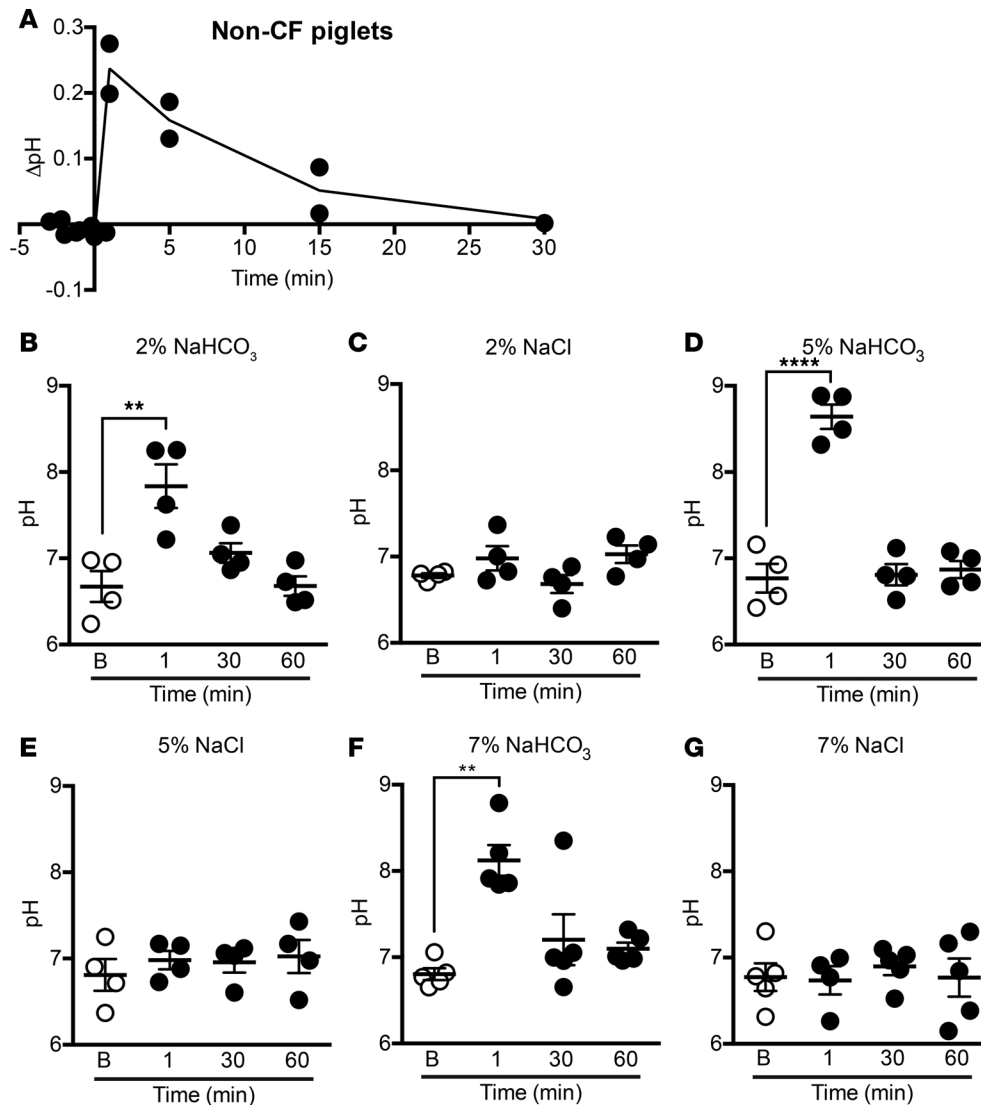 A
Non-CF piglets
0.3
0.2
0.1
-0.1
ΔpH
-5 5 10 15 20 25 30
Time (min)
B
2% NaHCO₃
**
9
8
7
6
pH
B 1 30 60
Time (min)
C
2% NaCl
9
8
7
6
pH
B 1 30 60
Time (min)
D
5% NaHCO₃
****
9
8
7
6
pH
B 1 30 60
Time (min)
E
5% NaCl
9
8
7
6
pH
B 1 30 60
Time (min)
F
7% NaHCO₃
**
9
8
7
6
pH
B 1 30 60
Time (min)
G
7% NaCl
9
8
7
6
pH
B 1 30 60
Time (min)